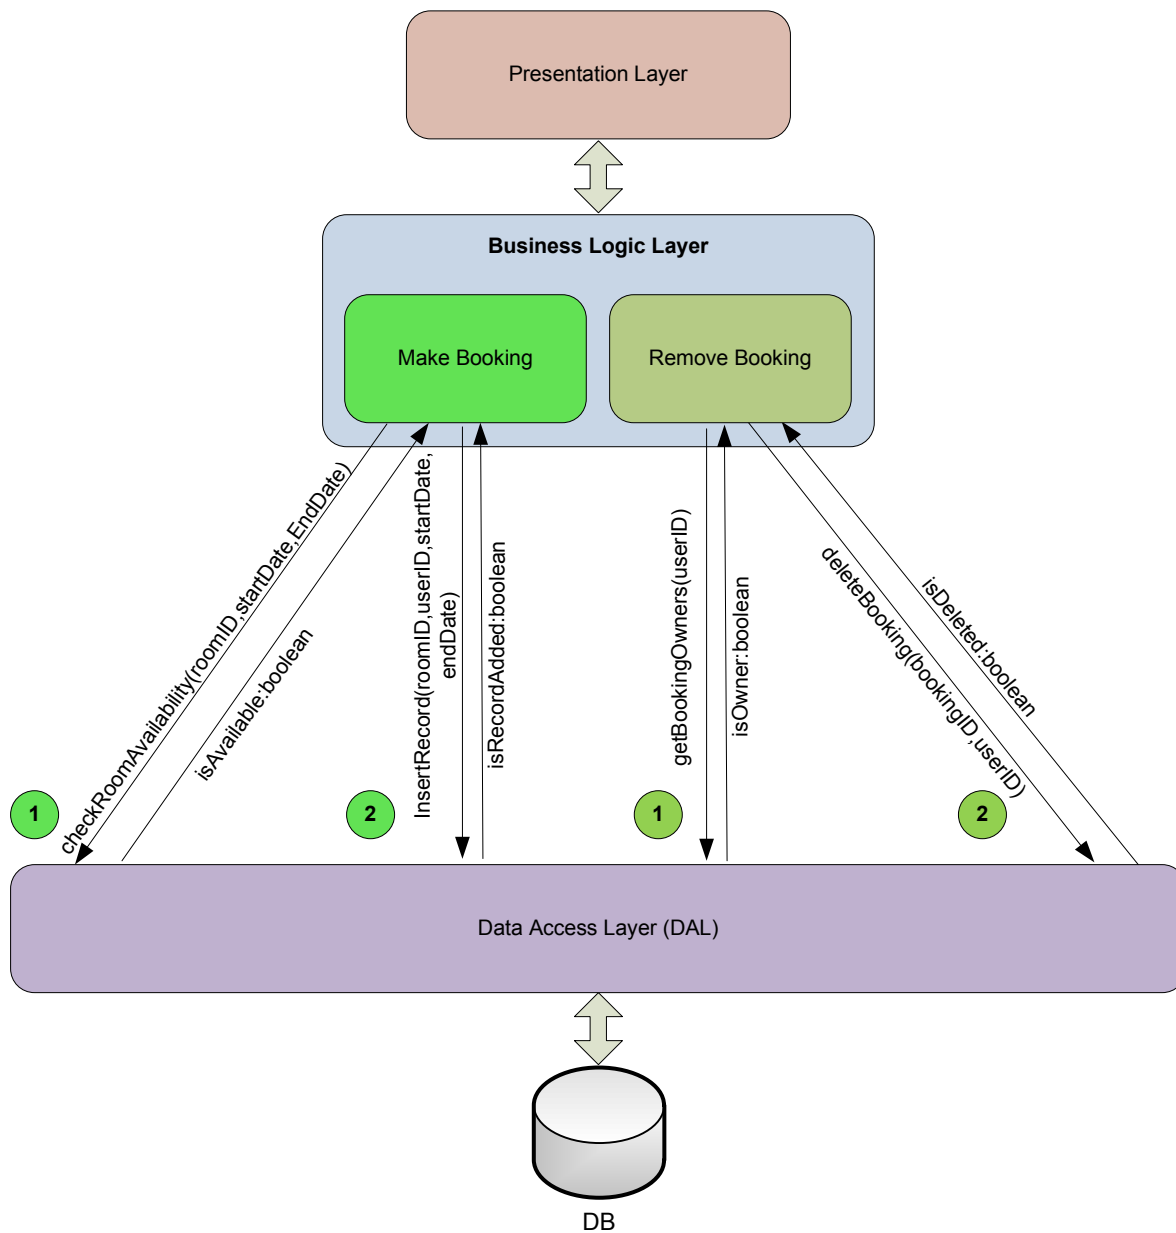 Presentation Layer
Business Logic Layer
Make Booking
Remove Booking
checkRoomAvailability(roomID,startDate,EndDate)
isAvailable:boolean
InsertRecord(roomID,userID,startDate,
endDate)
isRecordAdded:boolean
getBookingOwners(userID)
isOwner:boolean
deleteBooking(bookingID,userID)
isDeleted:boolean
1
2
1
2
Data Access Layer (DAL)
DB